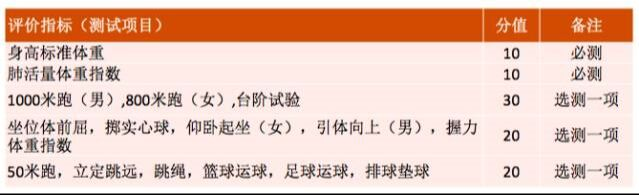 评价指标（测试项目） 分值 备注
身高标准体重 10 必测
肺活量体重指数 10 必测
1000米跑（男）,800米跑（女）,台阶试验 30 选测一项
坐位体前屈，掷实心球，仰卧起坐（女），引体向上（男），握力
体重指数 20 选测一项
50米跑，立定跳远，跳绳，篮球运球，足球运球，排球垫球 20 选测一项